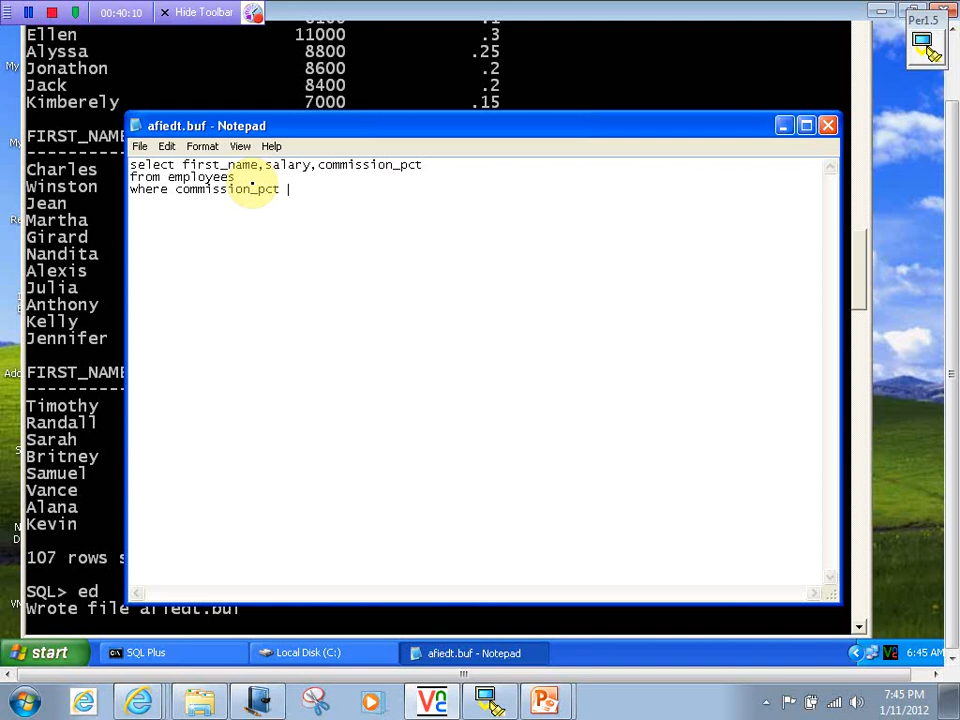 00:40:10 Hide Toolbar
Per1.5
Ellen 11000 .3
Alyssa 8800 .25
Jonathon 8600 .2
Jack 8400 .2
Kimberely 7000 .15
FIRST_NAME
Charles
Winston
Jean
Martha
Girard
Nandita
Alexis
Julia
Anthony
Kelly
Jennifer
FIRST_NAME
Timothy
Randall
Sarah
Britney
Samuel
Vance
Alana
Kevin
107 rows s
SQL> ed
Wrote file afiedt.buf
afiedt.buf - Notepad
File Edit Format View Help
select first_name,salary,commission_pct
from employees
where commission_pct
start SQL Plus Local Disk (C:) afiedt.buf - Notepad 6:45 AM
7:45 PM
1/11/2012